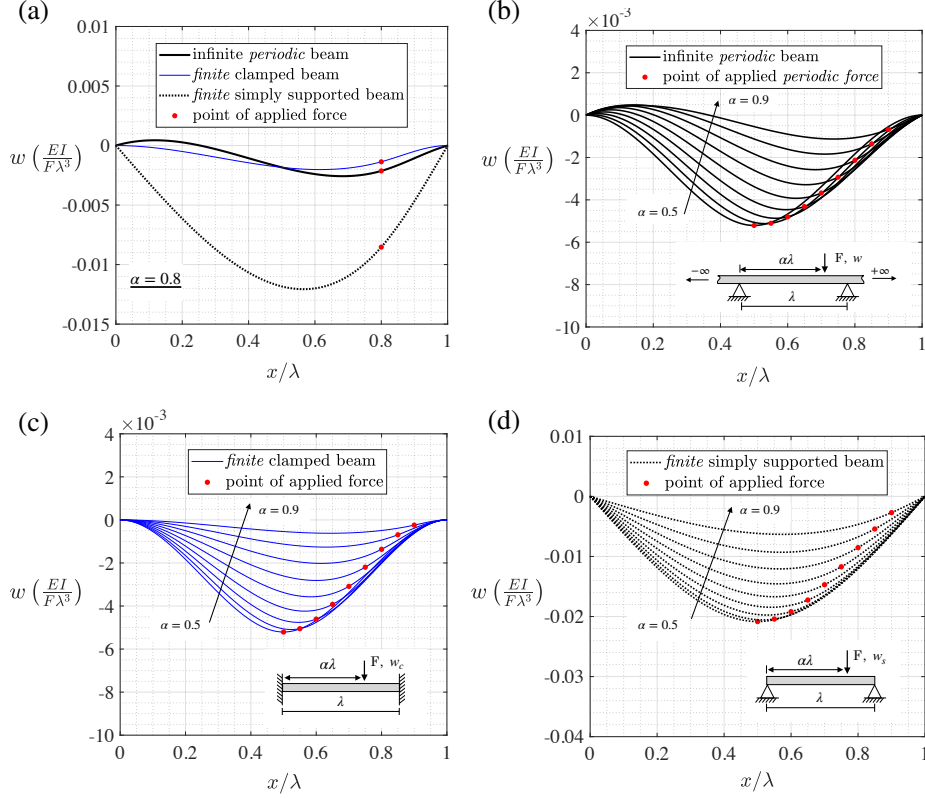 (a)
0.01
0.005
0
-0.005
-0.01
-0.015
w (EI/Fλ³)
infinite periodic beam
finite clamped beam
finite simply supported beam
point of applied force
α = 0.8
0 0.2 0.4 0.6 0.8 1
x/λ
(b)
×10⁻³
4
2
0
-2
-4
-6
-8
-10
w (EI/Fλ³)
infinite periodic beam
point of applied periodic force
α = 0.9
α = 0.5
αλ
F, w
−∞
+∞
λ
0 0.2 0.4 0.6 0.8 1
x/λ
(c)
×10⁻³
4
2
0
-2
-4
-6
-8
-10
w (EI/Fλ³)
finite clamped beam
point of applied force
α = 0.9
α = 0.5
F, w_c
αλ
λ
0 0.2 0.4 0.6 0.8 1
x/λ
(d)
0.01
0
-0.01
-0.02
-0.03
-0.04
w (EI/Fλ³)
finite simply supported beam
point of applied force
α = 0.9
α = 0.5
F, w_s
αλ
λ
0 0.2 0.4 0.6 0.8 1
x/λ